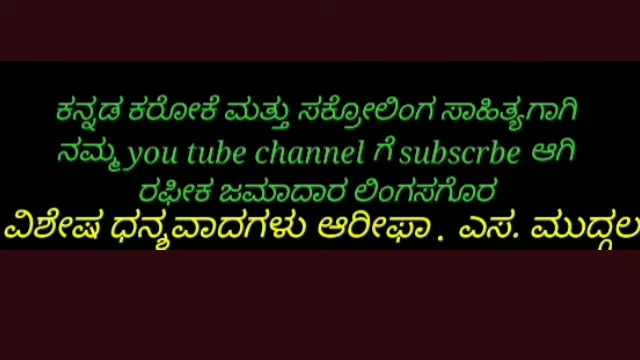 ಕನ್ನಡ ಕರೋಕೆ ಮತ್ತು ಸಕ್ರೋಲಿಂಗ ಸಾಹಿತ್ಯಗಾಗಿ
ನಮ್ಮ you tube channel ಗೆ subscrbe ಆಗಿ
ರಫೀಕ ಜಮಾದಾರ ಲಿಂಗಸಗೊರ
ವಿಶೇಷ ಧನ್ಯವಾದಗಳು ಆರೀಫಾ . ಎಸ. ಮುದ್ಗಲ